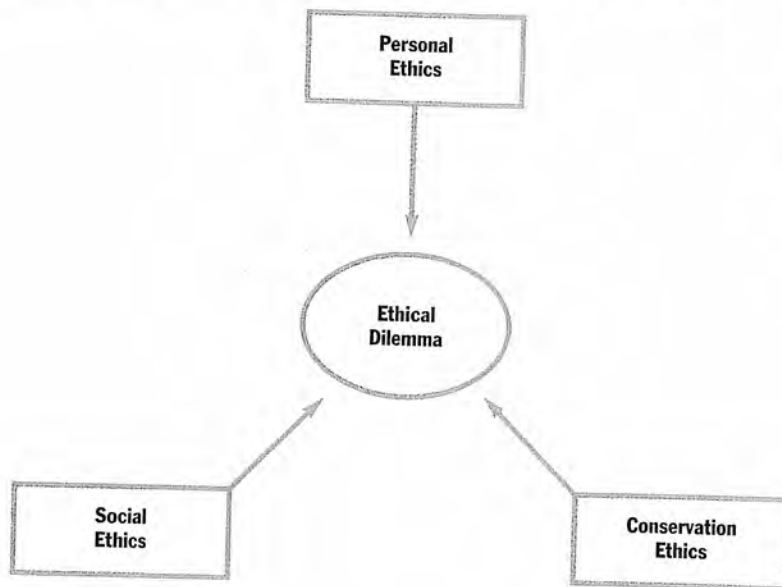 Personal
Ethics
Ethical
Dilemma
Social
Ethics
Conservation
Ethics